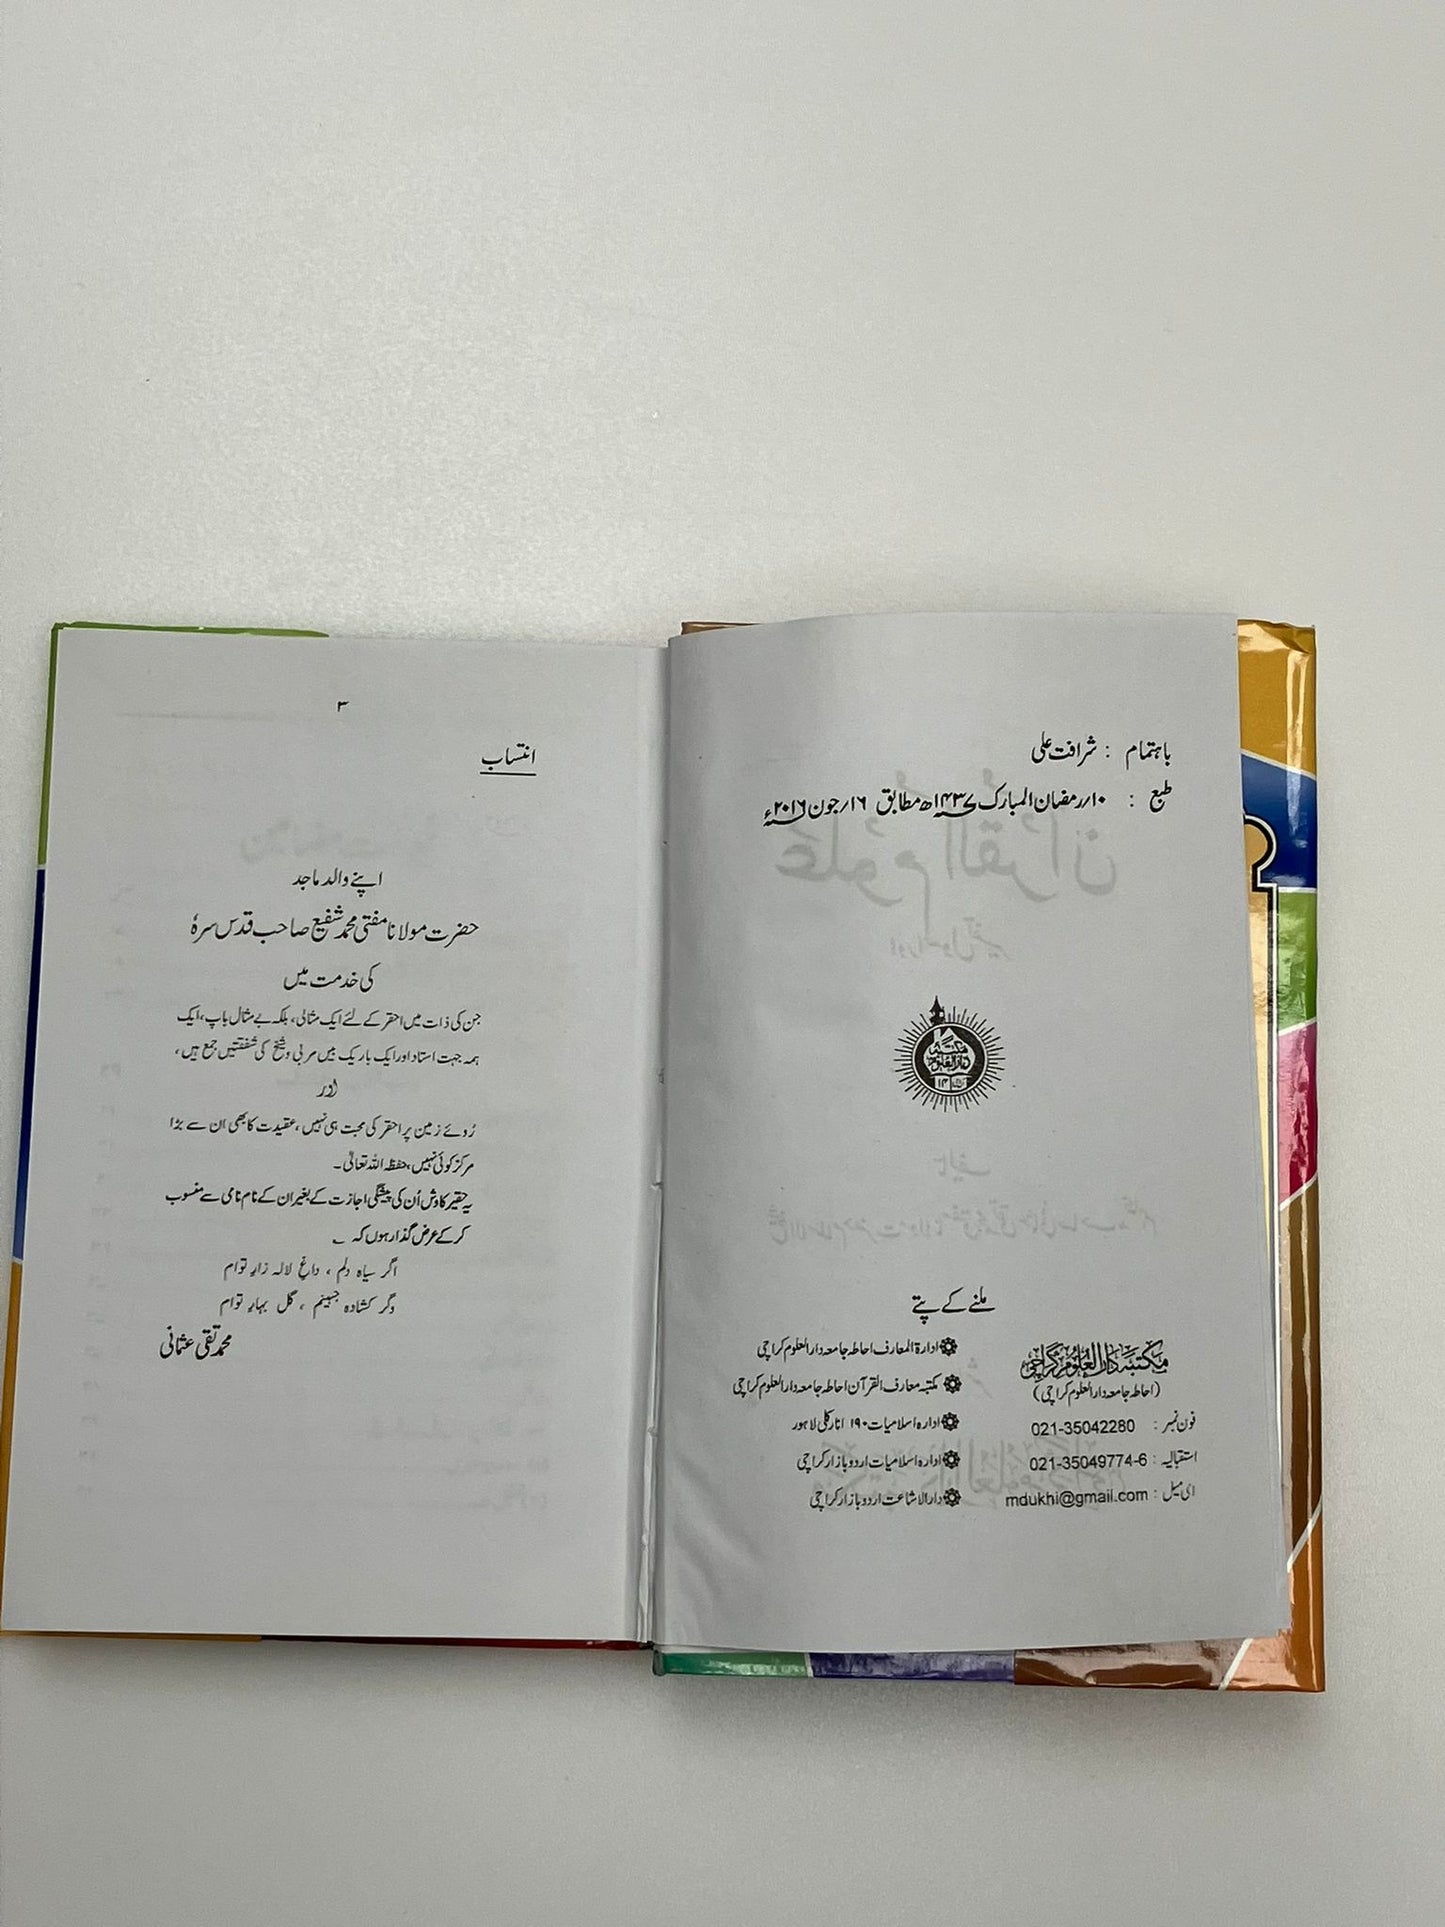 باہتمام : شرافت علی
طبع : ۱۰/رمضان المبارک ۱۴۳۷ھ مطابق ۱۶/جون ۲۰۱۶ء
علوم القرآن
مکتبہ
دارالعلوم
کراچی ۱۴
ملنے کے پتے
مکتبہ دارالعلوم کراچی
(احاطہ جامعہ دارالعلوم کراچی)
فون نمبر : 021-35042280
استقبالیہ : 021-35049774-6
ای میل : mdukhi@gmail.com
ادارۃ المعارف احاطہ جامعہ دارالعلوم کراچی
مکتبہ معارف القرآن احاطہ جامعہ دارالعلوم کراچی
ادارہ اسلامیات ۱۹۰ انارکلی لاہور
ادارہ اسلامیات اردو بازار کراچی
دارالاشاعت اردو بازار کراچی
۳
انتساب
اپنے والد ماجد
حضرت مولانا مفتی محمد شفیع صاحب قدس سرہٗ
کی خدمت میں
جن کی ذات میں احقر کے لئے ایک مثالی، بلکہ بے مثال باپ، ایک
ہمہ جہت استاد اور ایک باریک بیں مربی و شیخ کی شفقتیں جمع ہیں،
اور
رُوئے زمین پر احقر کی محبت ہی نہیں، عقیدت کا بھی ان سے بڑا
مرکز کوئی نہیں، حفظہ اللہ تعالیٰ۔
یہ حقیر کاوش اُن کی پیشگی اجازت کے بغیر ان کے نام نامی سے منسوب
کر کے عرض گذار ہوں کہ ؎
اگر سیاہ دلم ، داغِ لالہ زارِ توام
وگر کشادہ جبینم ، گل بہارِ توام
محمد تقی عثمانی